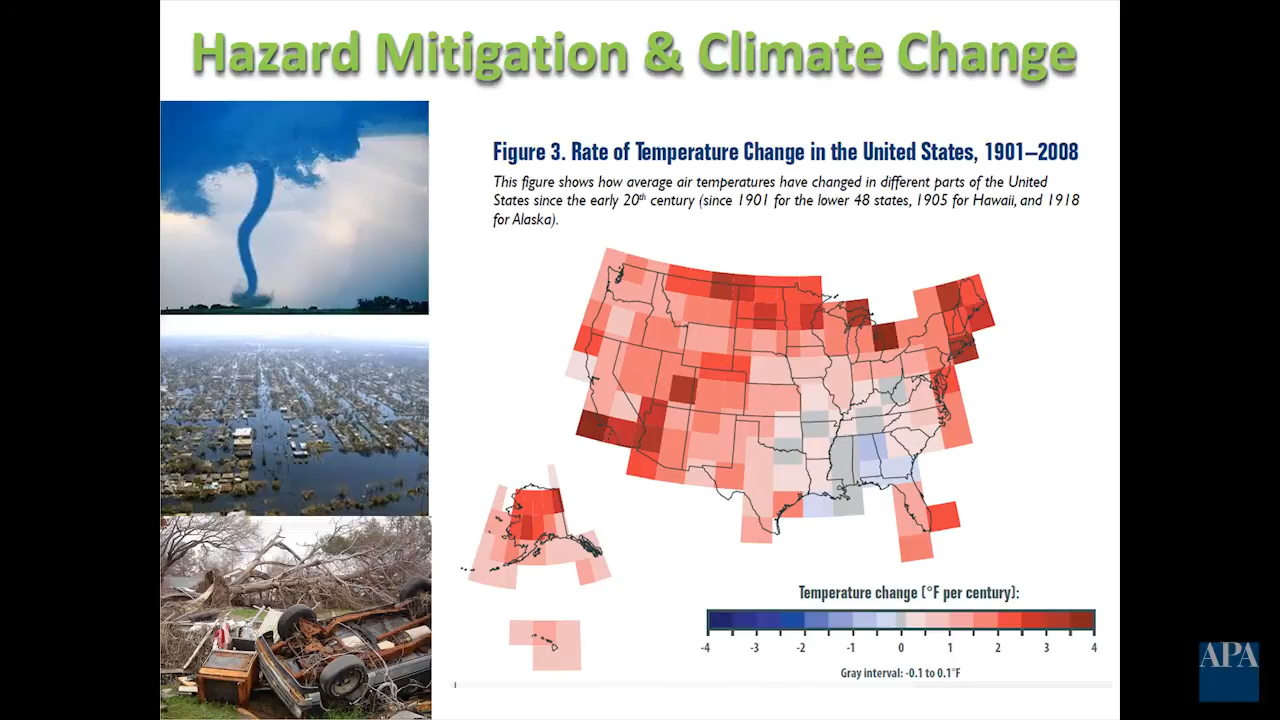 Hazard Mitigation & Climate Change
Figure 3. Rate of Temperature Change in the United States, 1901–2008
This figure shows how average air temperatures have changed in different parts of the United
States since the early 20th century (since 1901 for the lower 48 states, 1905 for Hawaii, and 1918
for Alaska).
Temperature change (°F per century):
-4 -3 -2 -1 0 1 2 3 4
Gray interval: -0.1 to 0.1°F
APA